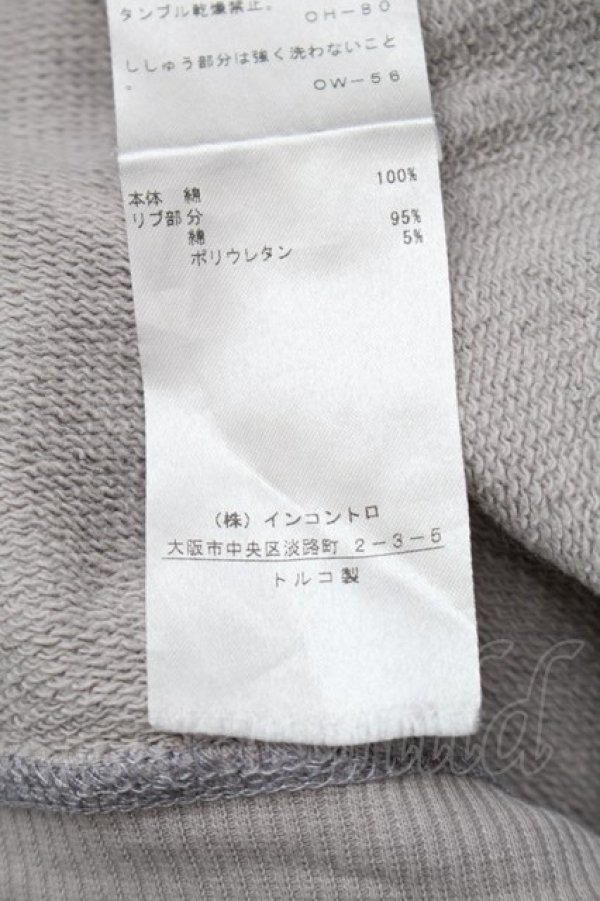 タンブル乾燥禁止。 OH-80
ししゅう部分は強く洗わないこと
。 OW-56
本体 綿 100%
リブ部分
綿 95%
ポリウレタン 5%
(株)インコントロ
大阪市中央区淡路町 2-3-5
トルコ製